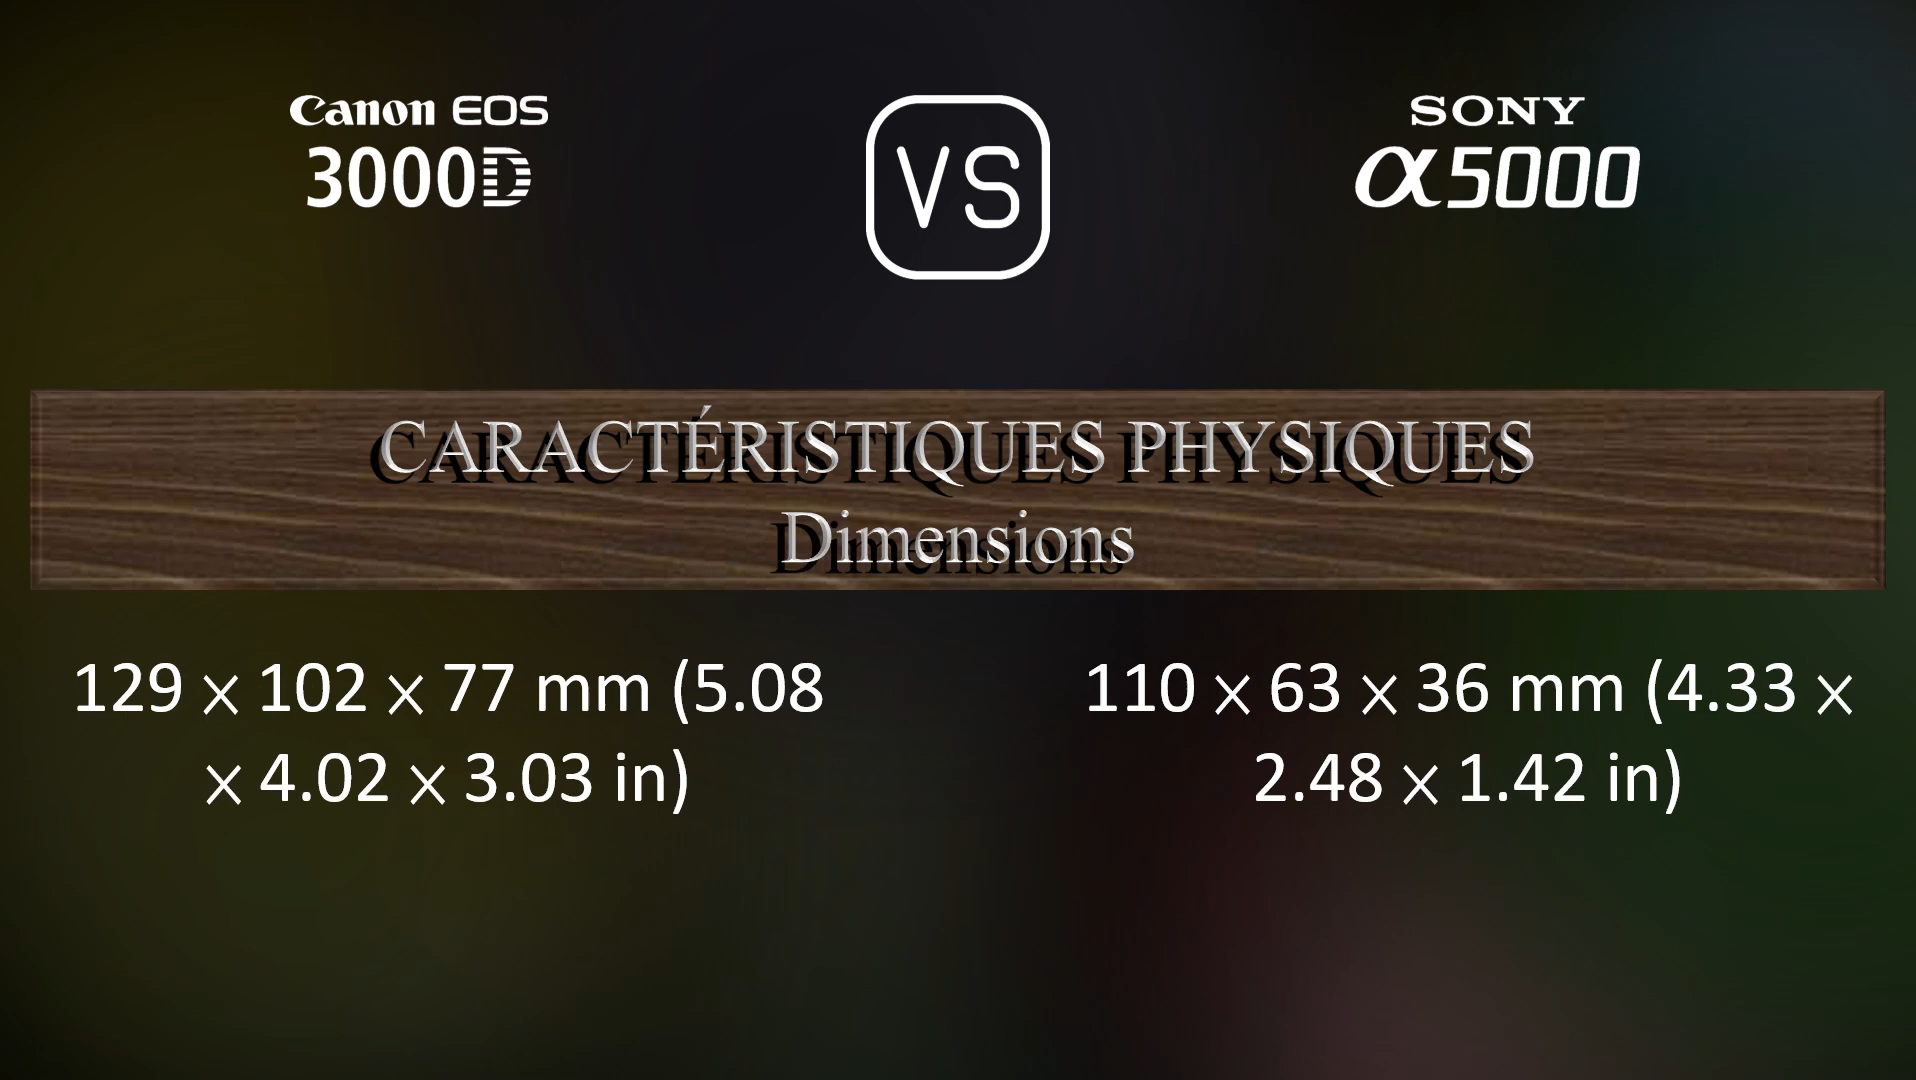 Canon EOS
3000D
VS
SONY
α5000
CARACTÉRISTIQUES PHYSIQUES
Dimensions
129 x 102 x 77 mm (5.08
x 4.02 x 3.03 in)
110 x 63 x 36 mm (4.33 x
2.48 x 1.42 in)